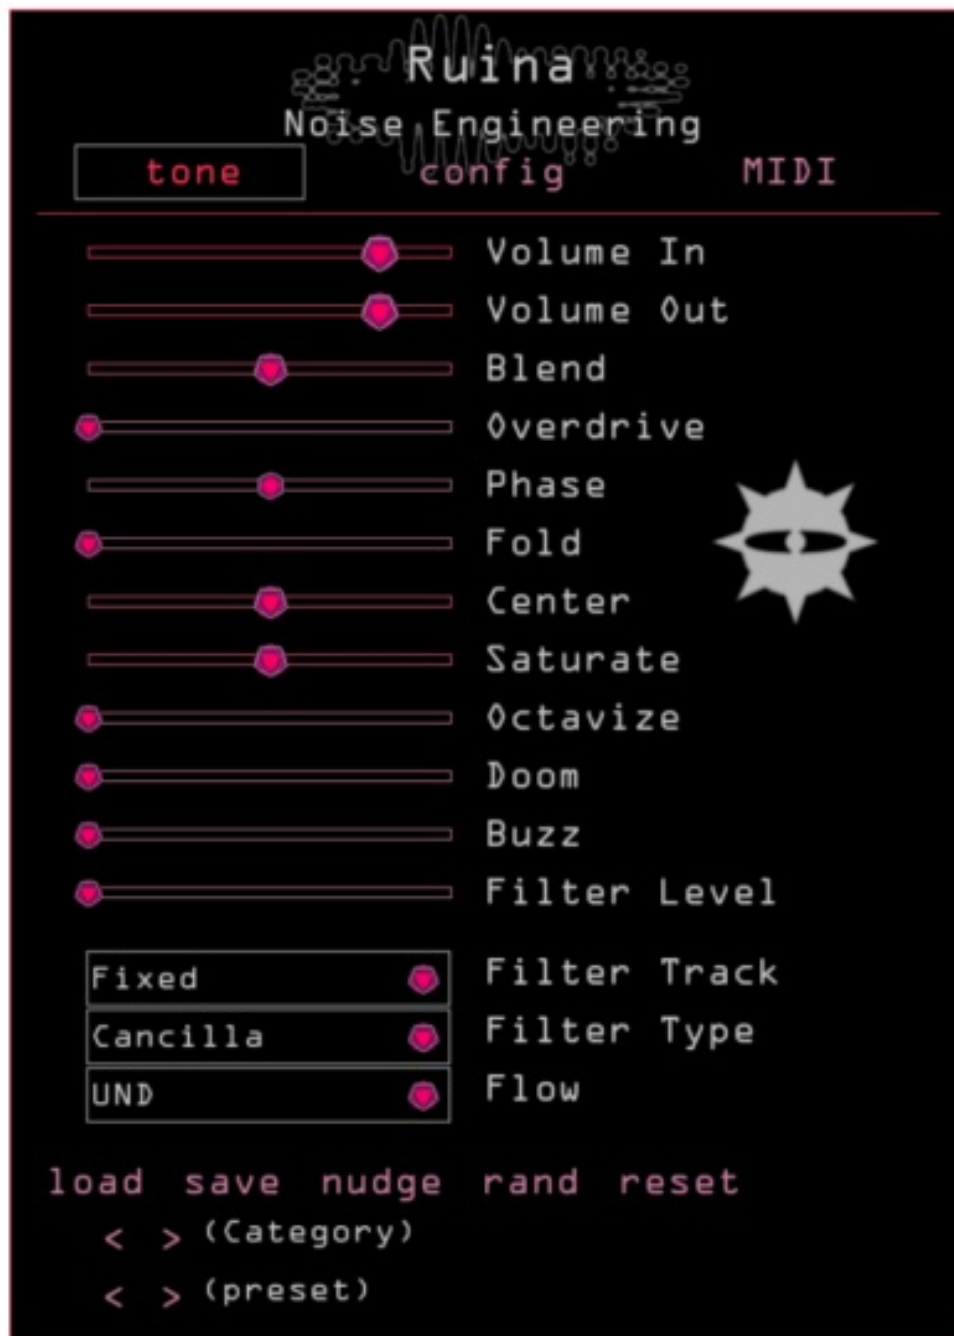 Ruina
Noise Engineering
tone config MIDI
Volume In
Volume Out
Blend
Overdrive
Phase
Fold
Center
Saturate
Octavize
Doom
Buzz
Filter Level
Fixed Filter Track
Cancilla Filter Type
UND Flow
load save nudge rand reset
< > (Category)
< > (preset)